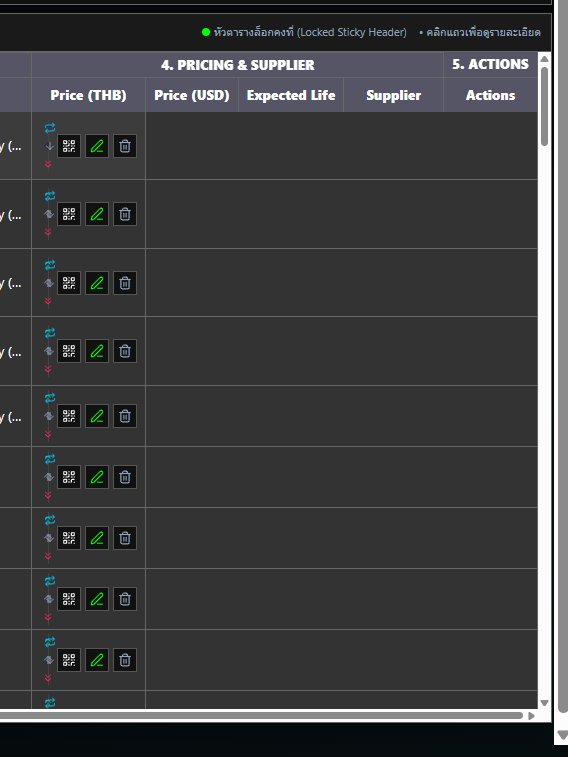 หัวตารางล็อกคงที่ (Locked Sticky Header) • คลิกแถวเพื่อดูรายละเอียด
4. PRICING & SUPPLIER 5. ACTIONS
Price (THB) Price (USD) Expected Life Supplier Actions
y (...
y (...
y (...
y (...
y (...